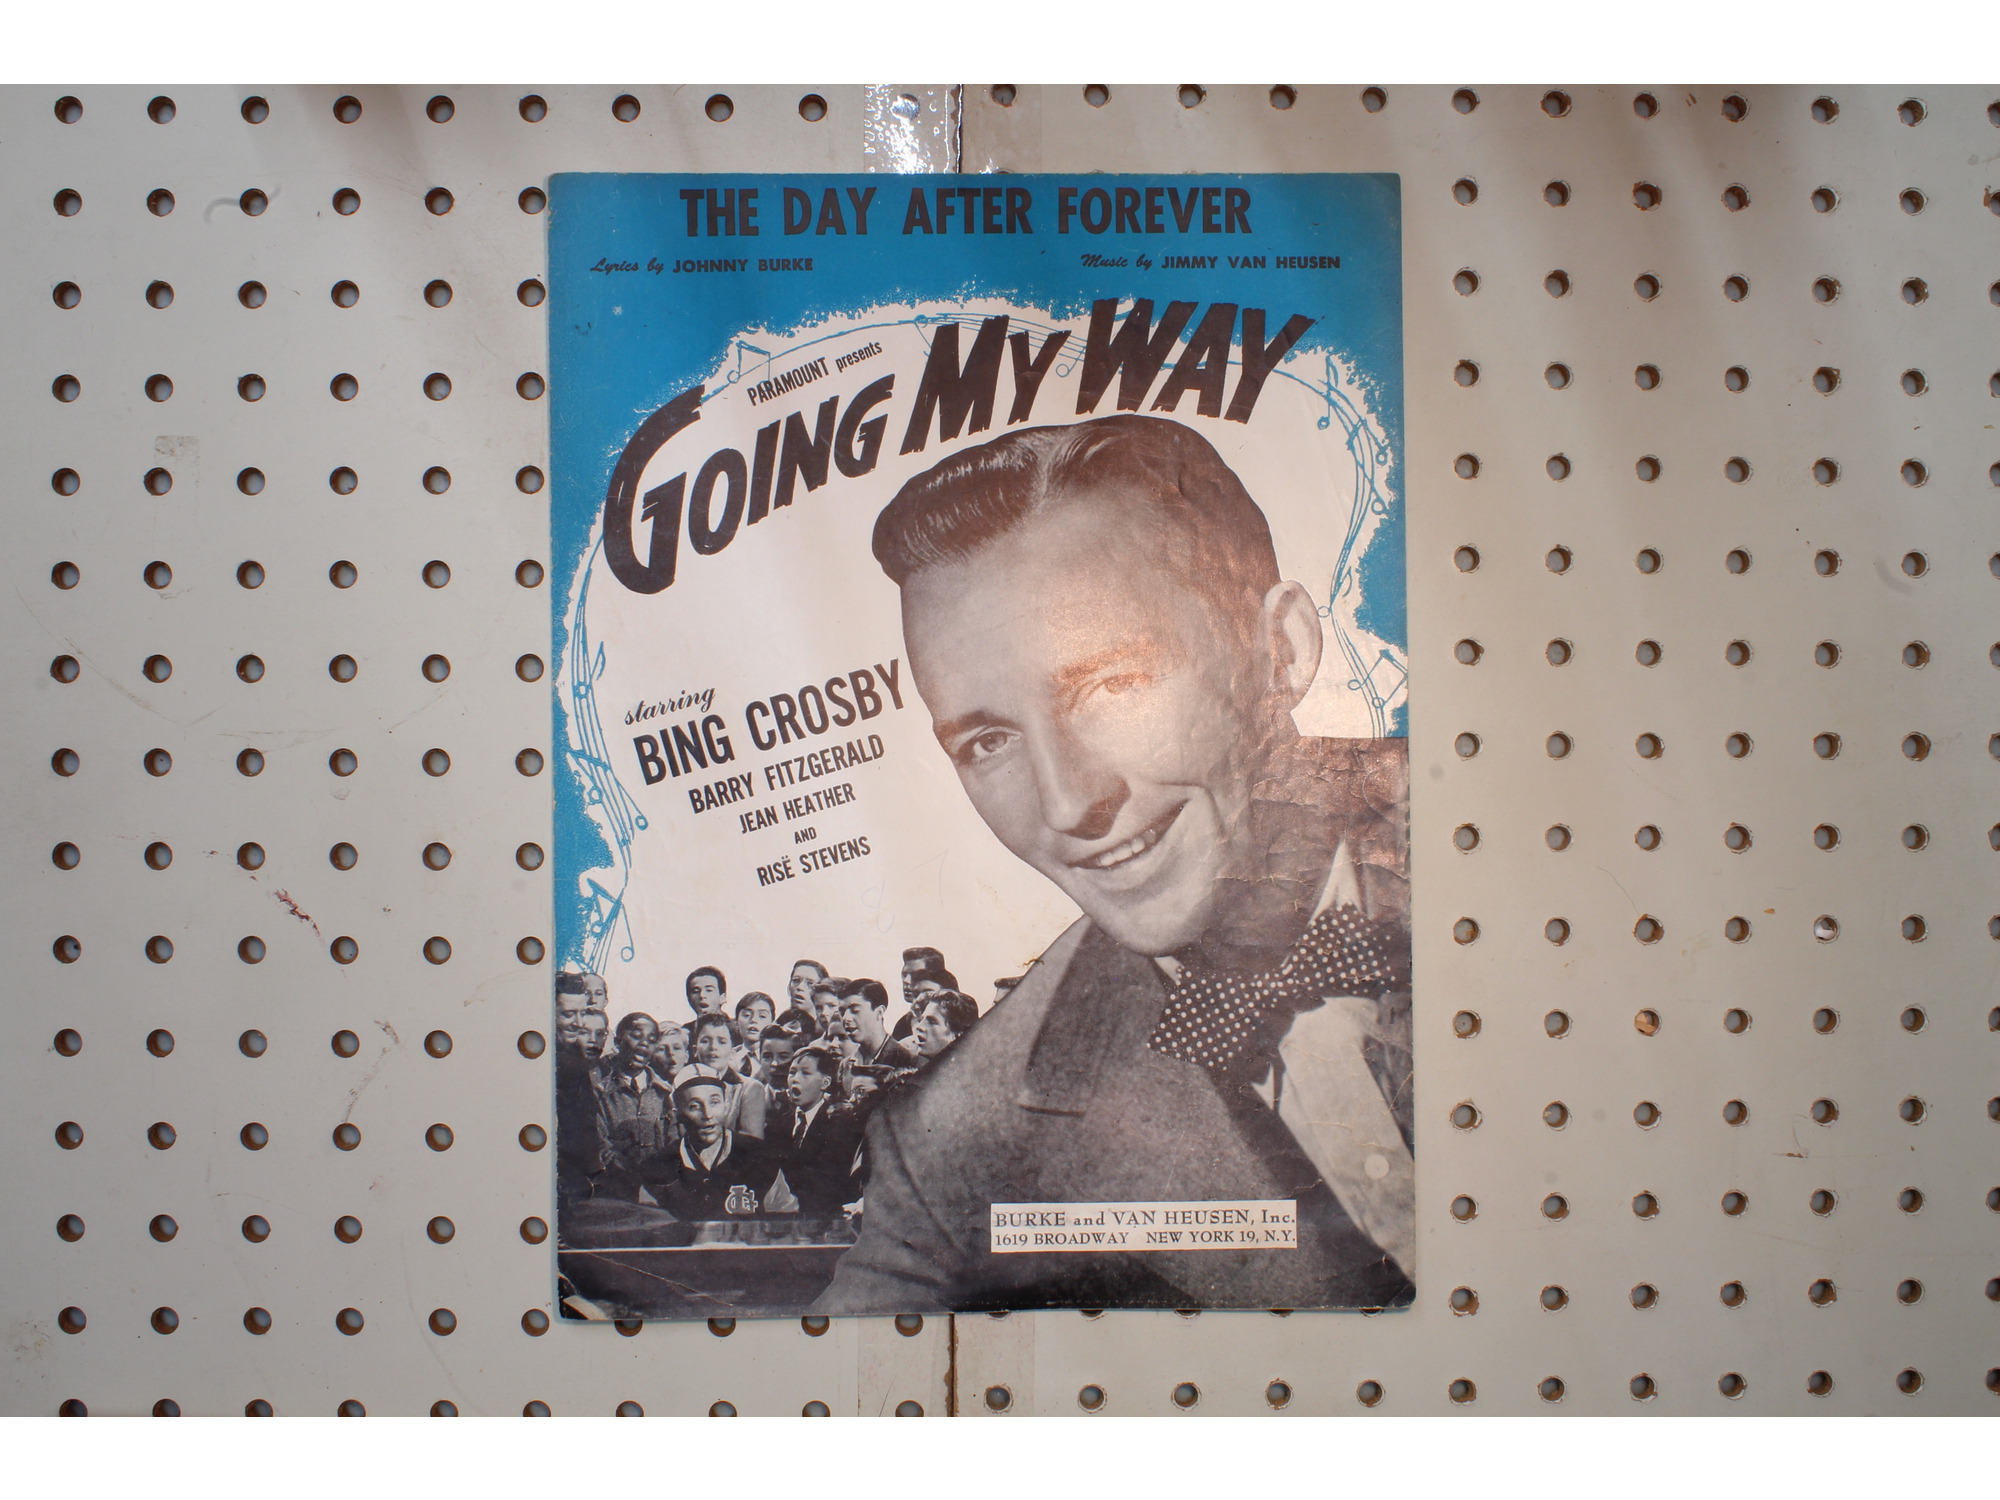 THE DAY AFTER FOREVER
Lyrics by JOHNNY BURKE
Music by JIMMY VAN HEUSEN
PARAMOUNT presents
GOING MY WAY
starring
BING CROSBY
BARRY FITZGERALD
JEAN HEATHER
AND
RISË STEVENS
BURKE and VAN HEUSEN, Inc.
1619 BROADWAY NEW YORK 19, N.Y.